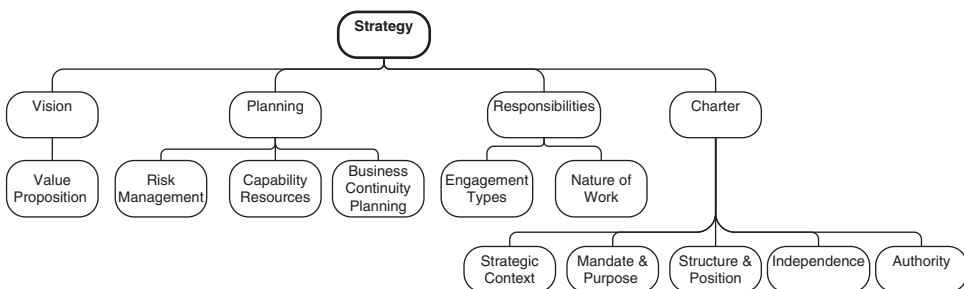 Strategy
Vision
Planning
Responsibilities
Charter
Value
Proposition
Risk
Management
Capability
Resources
Business
Continuity
Planning
Engagement
Types
Nature of
Work
Strategic
Context
Mandate &
Purpose
Structure &
Position
Independence
Authority